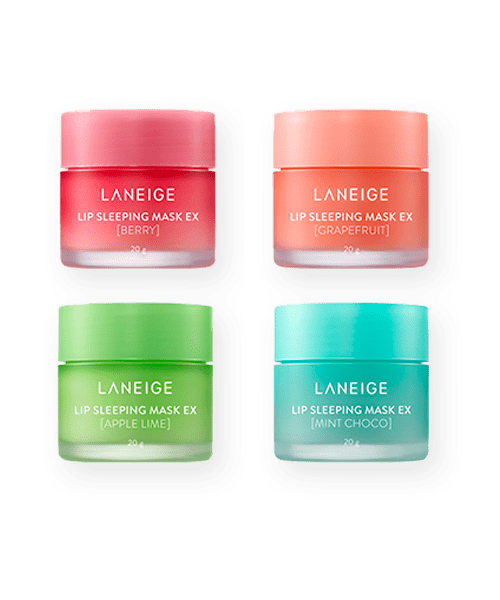 LANEIGE
LIP SLEEPING MASK EX
[BERRY]
20 g
LANEIGE
LIP SLEEPING MASK EX
[GRAPEFRUIT]
20 g
LANEIGE
LIP SLEEPING MASK EX
[APPLE LIME]
20 g
LANEIGE
LIP SLEEPING MASK EX
[MINT CHOCO]
20 g